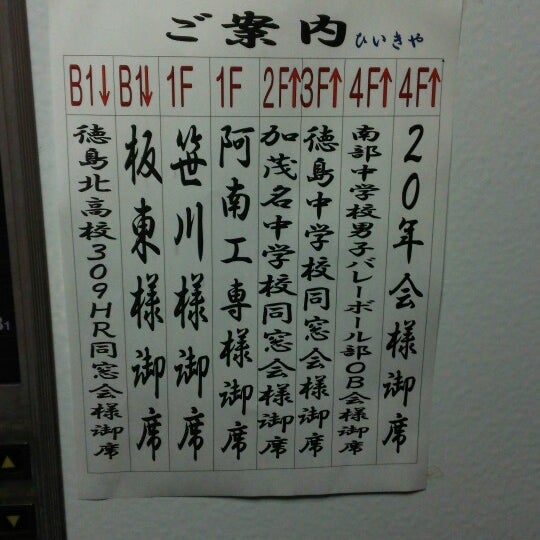 ご案内 ひいきや
4F↑ 20年会様御席
4F↑ 南部中学校男子バレーボール部OB会様御席
3F↑ 徳島中学校同窓会様御席
2F↑ 加茂名中学校同窓会様御席
1F 阿南工専様御席
1F 笹川様御席
B1↓ 板東様御席
B1↓ 徳島北高校309HR同窓会様御席